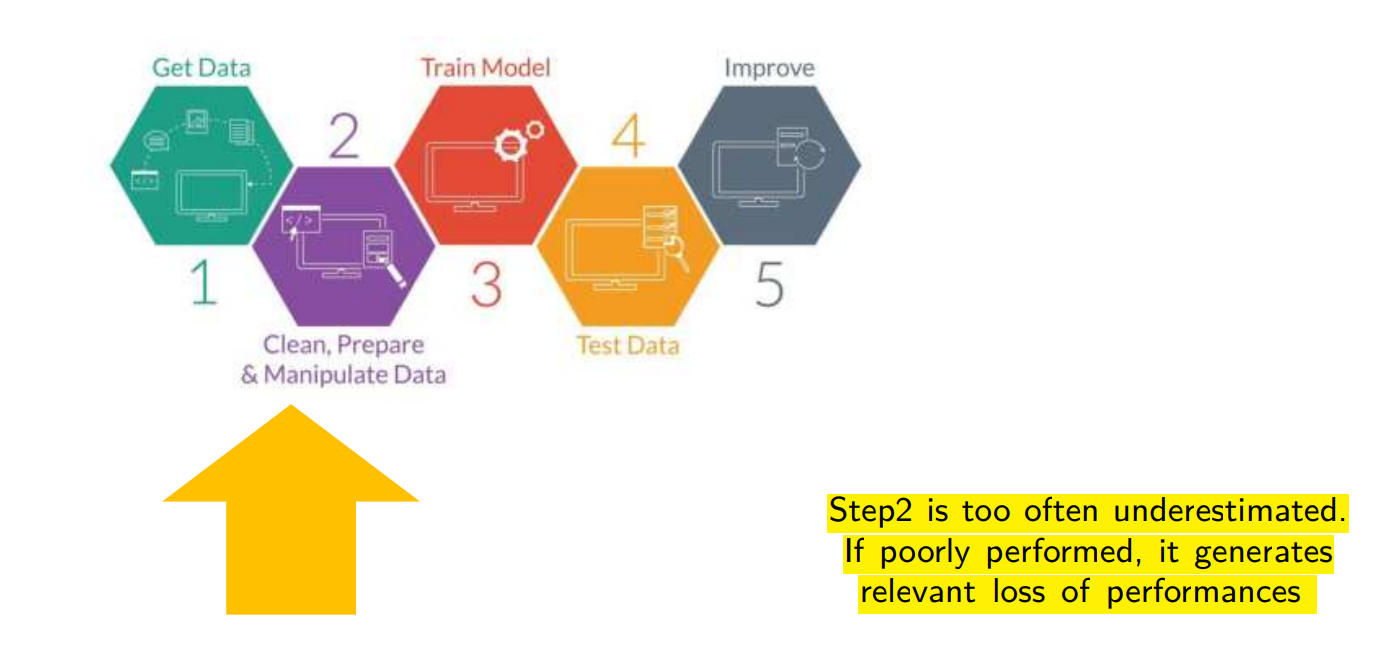 Get Data
Train Model
Improve
2
4
</>
</>
1
3
5
Clean, Prepare
& Manipulate Data
Test Data
Step2 is too often underestimated.
If poorly performed, it generates
relevant loss of performances